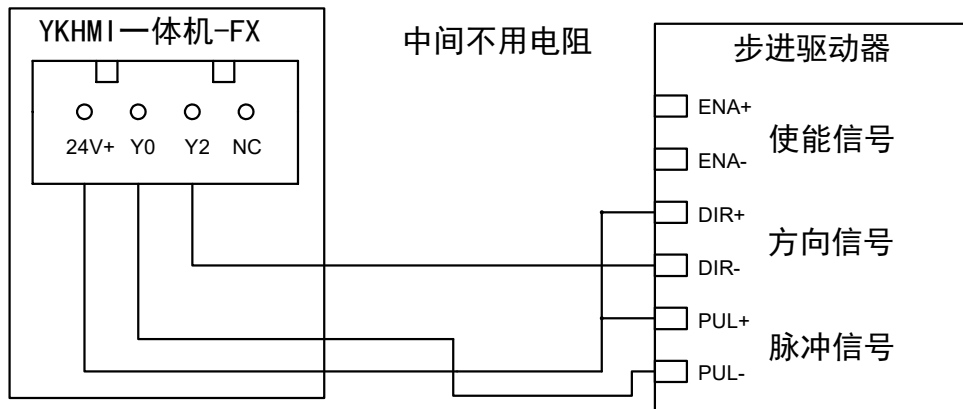 YKHMI一体机-FX
24V+ Y0 Y2 NC
中间不用电阻
步进驱动器
ENA+
使能信号
ENA-
DIR+
方向信号
DIR-
PUL+
脉冲信号
PUL-